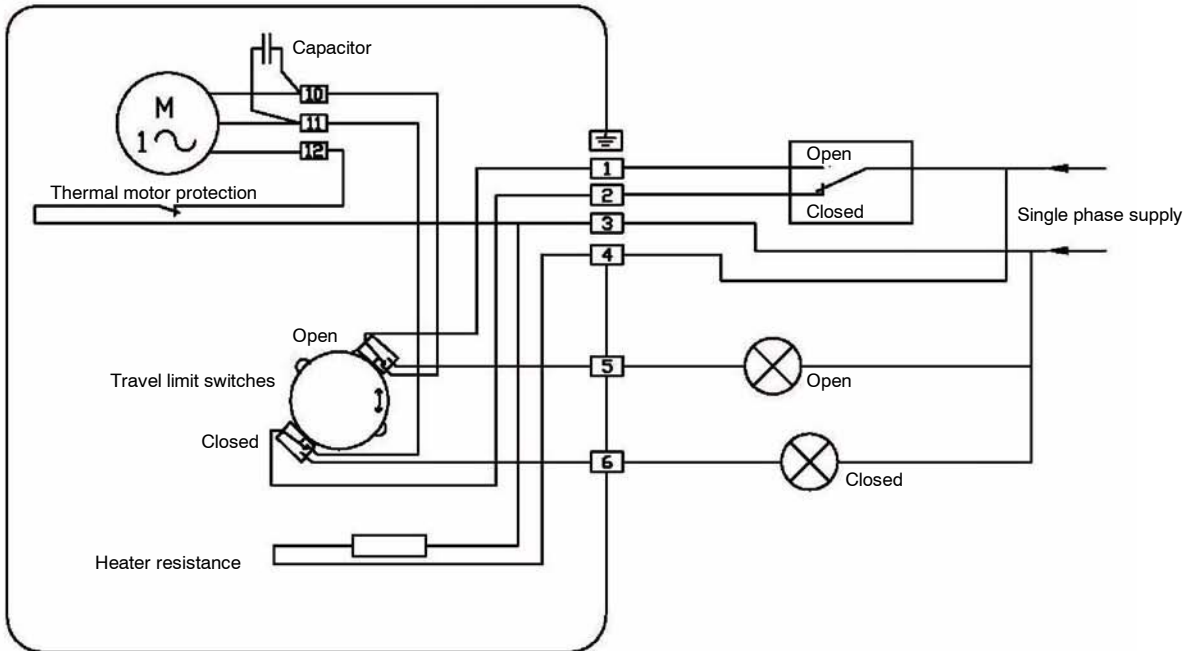 Capacitor
M
1
10
11
12
Thermal motor protection
1
2
3
4
Open
Closed
Single phase supply
Open
Travel limit switches
Closed
5
Open
6
Closed
Heater resistance